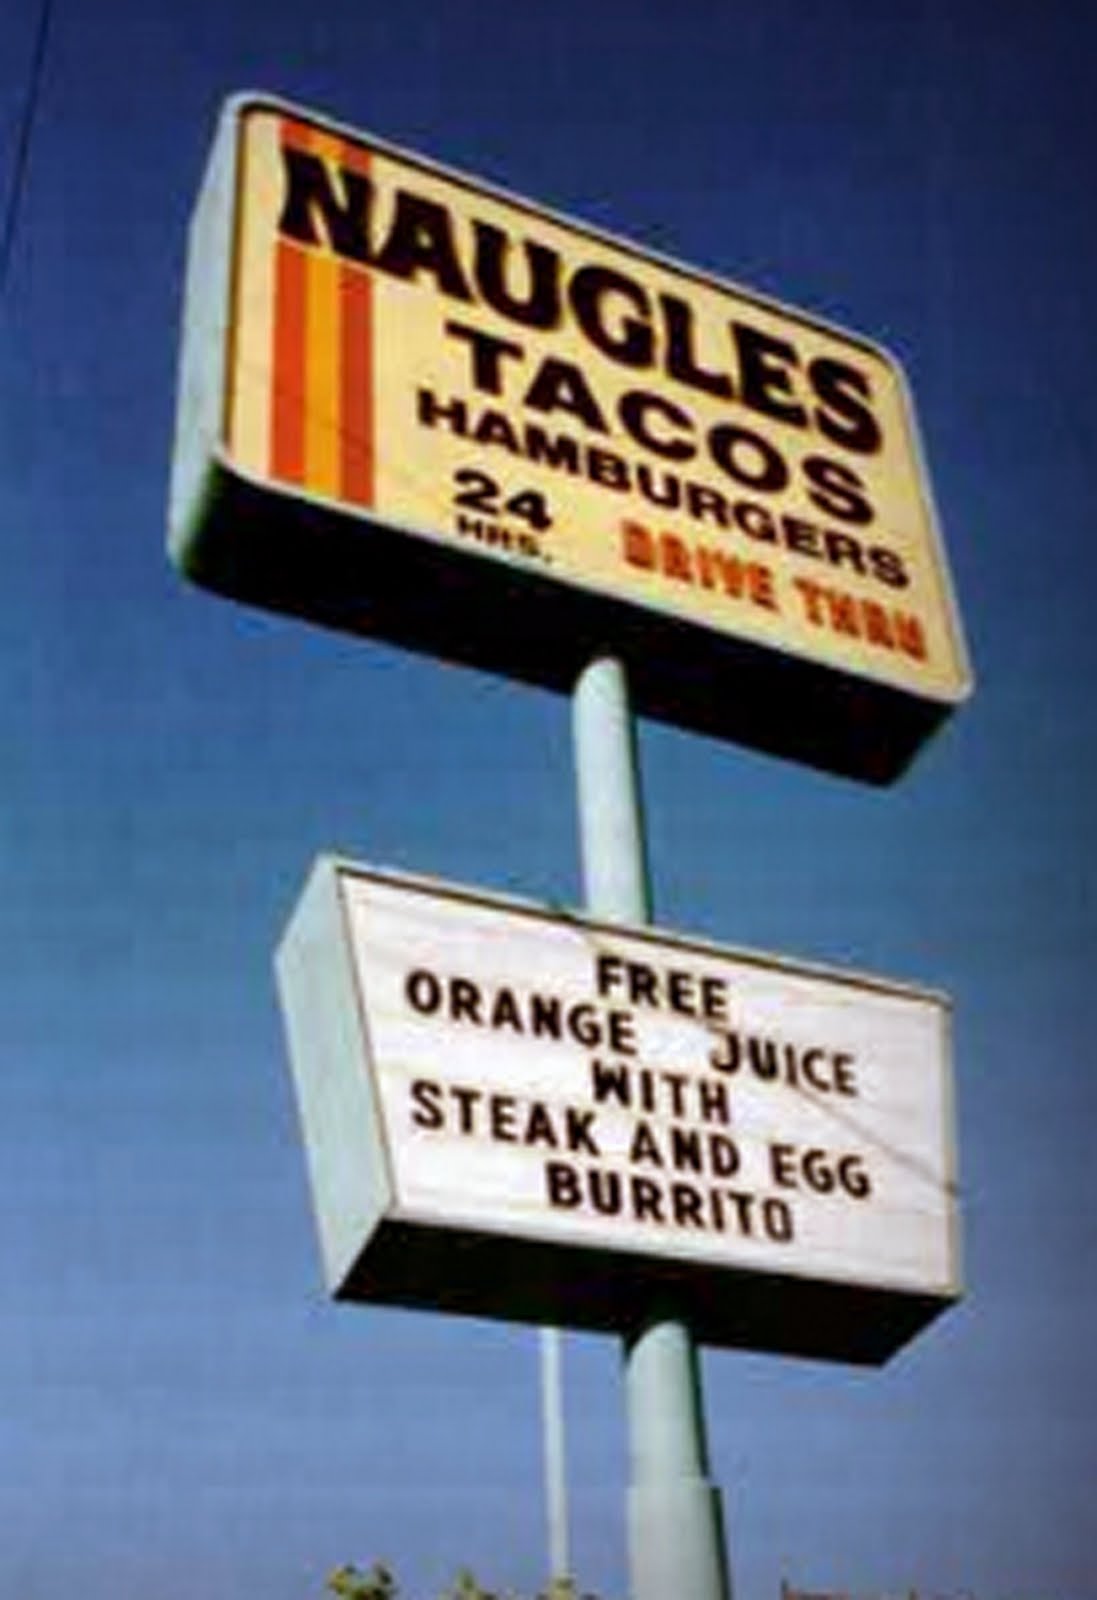 NAUGLES
TACOS
HAMBURGERS
24
HRS.
DRIVE THRU
FREE
ORANGE JUICE
WITH
STEAK AND EGG
BURRITO